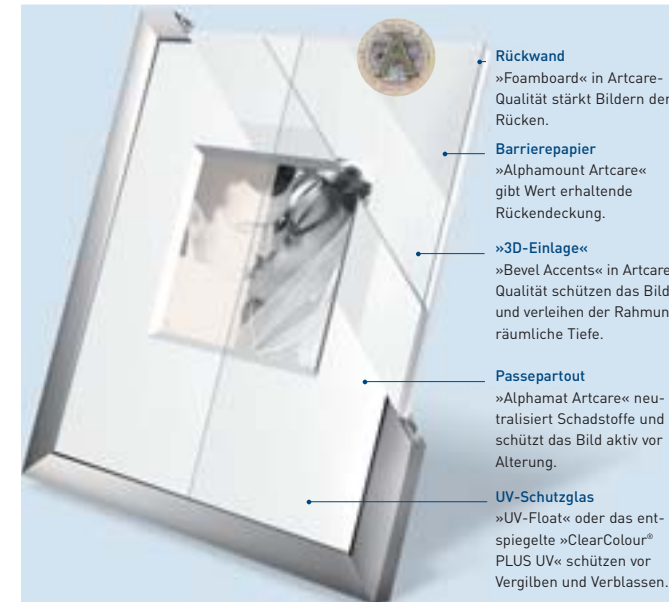 Rückwand
»Foamboard« in Artcare-
Qualität stärkt Bildern den
Rücken.
Barrierepapier
»Alphamount Artcare«
gibt Wert erhaltende
Rückendeckung.
»3D-Einlage«
»Bevel Accents« in Artcare
Qualität schützen das Bild
und verleihen der Rahmun
räumliche Tiefe.
Passepartout
»Alphamat Artcare« neu-
tralisiert Schadstoffe und
schützt das Bild aktiv vor
Alterung.
UV-Schutzglas
»UV-Float« oder das ent-
spiegelte »ClearColour®
PLUS UV« schützen vor
Vergilben und Verblassen.